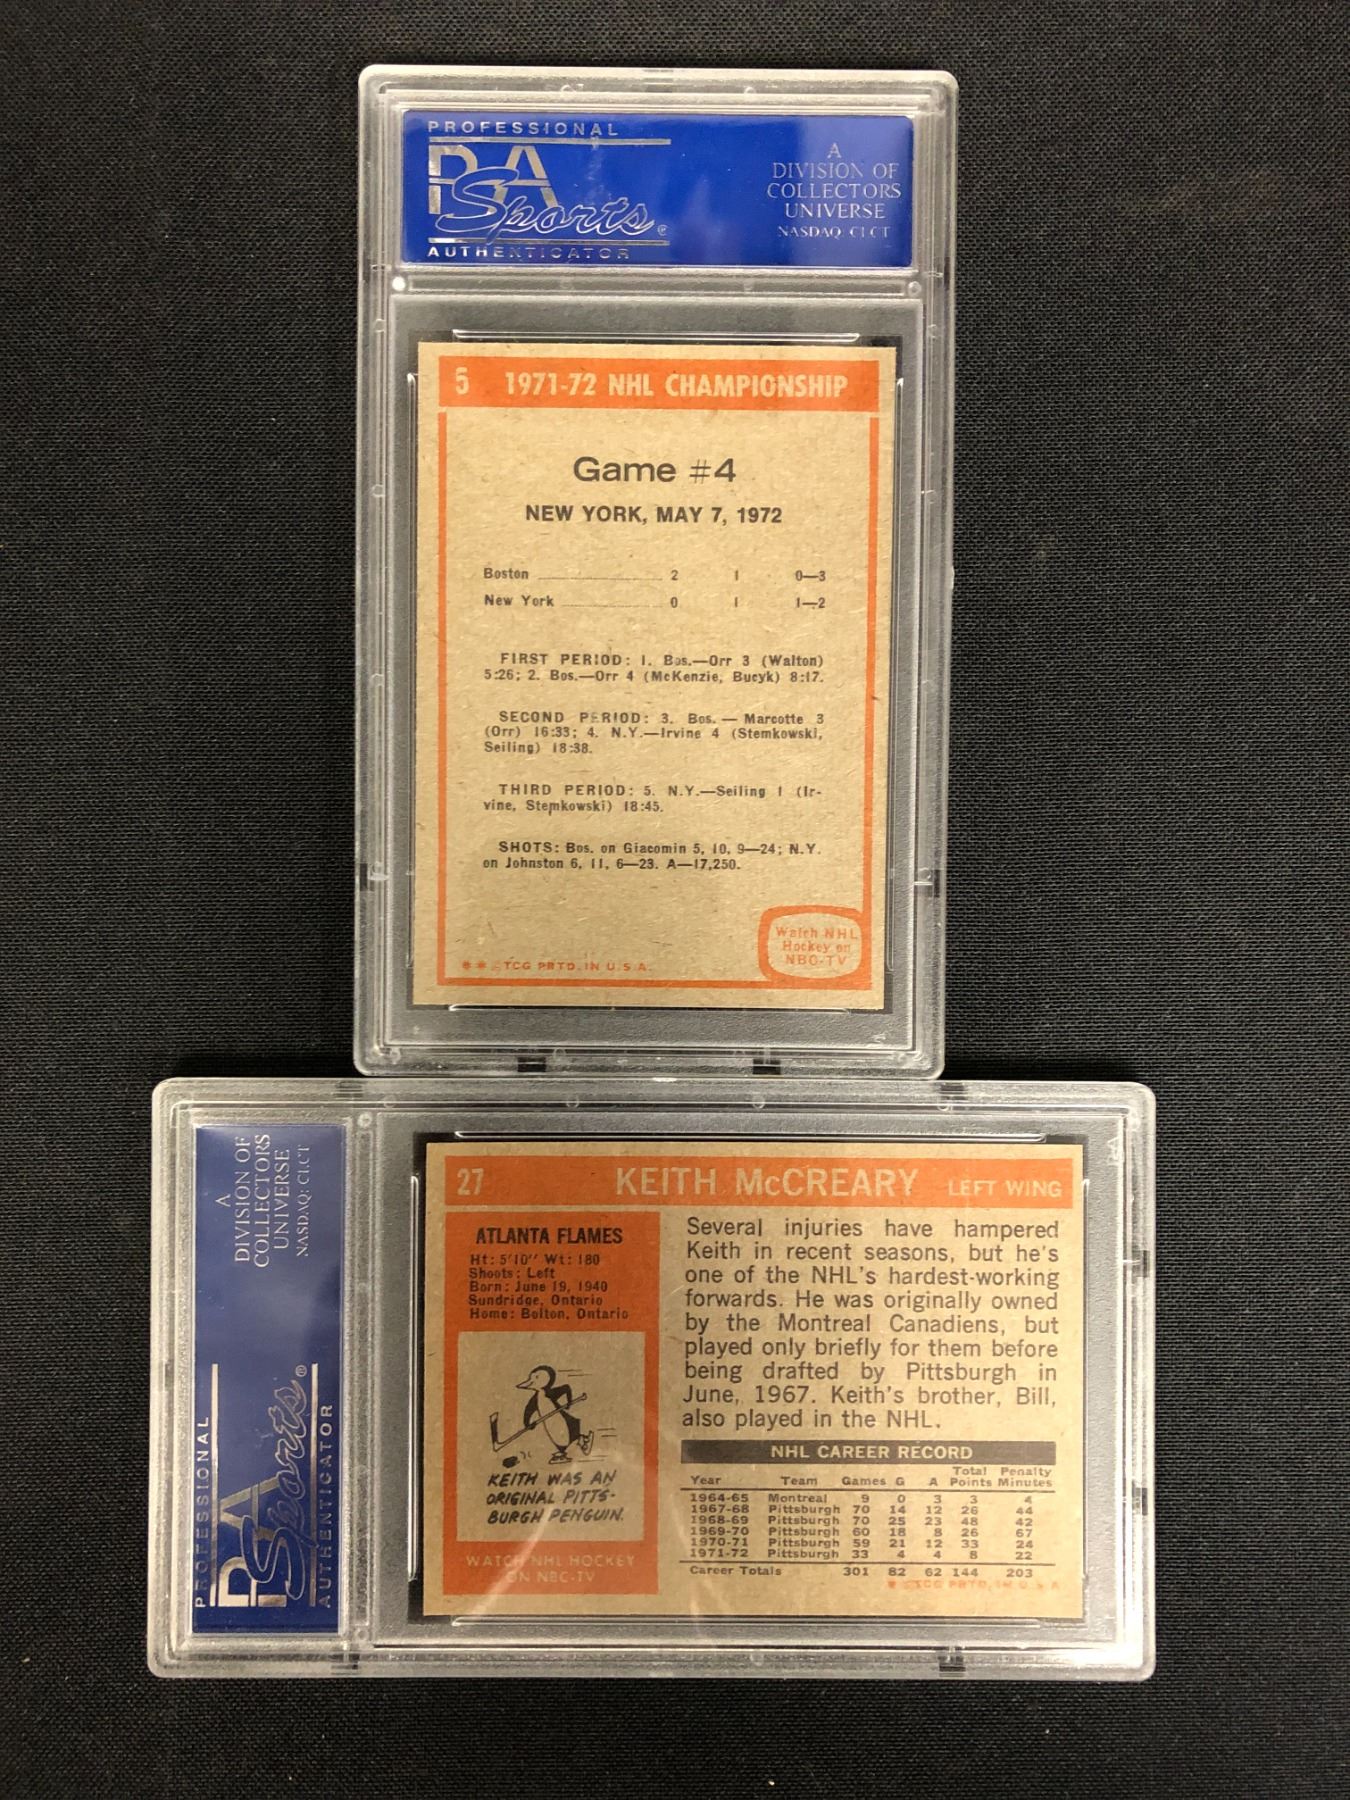 PROFESSIONAL
PSA
Sports®
AUTHENTICATOR
A
DIVISION OF
COLLECTORS
UNIVERSE
NASDAQ: CLCT
5 1971-72 NHL CHAMPIONSHIP
Game #4
NEW YORK, MAY 7, 1972
Boston 2 1 0—3
New York 0 1 1—2
FIRST PERIOD: 1. Bos.—Orr 3 (Walton)
5:26; 2. Bos.—Orr 4 (McKenzie, Bucyk) 8:17.
SECOND PERIOD: 3. Bos. — Marcotte 3
(Orr) 16:33; 4. N.Y.—Irvine 4 (Stemkowski,
Seiling) 18:38.
THIRD PERIOD: 5. N.Y.—Seiling 1 (Ir-
vine, Stemkowski) 18:45.
SHOTS: Bos. on Giacomin 5, 10, 9—24; N.Y.
on Johnston 6, 11, 6—23. A—17,250.
Watch NHL
Hockey on
NBC-TV
** © TCG PRTD. IN U.S.A.
A
DIVISION OF
COLLECTORS
UNIVERSE
NASDAQ: CLCT
PROFESSIONAL
PSA
Sports®
AUTHENTICATOR
27 KEITH McCREARY LEFT WING
ATLANTA FLAMES
Ht: 5'10" Wt: 180
Shoots: Left
Born: June 19, 1940
Sundridge, Ontario
Home: Bolton, Ontario
KEITH WAS AN
ORIGINAL PITTS-
BURGH PENGUIN.
WATCH NHL HOCKEY
ON NBC-TV
Several injuries have hampered
Keith in recent seasons, but he's
one of the NHL's hardest-working
forwards. He was originally owned
by the Montreal Canadiens, but
played only briefly for them before
being drafted by Pittsburgh in
June, 1967. Keith's brother, Bill,
also played in the NHL.
NHL CAREER RECORD
Year Team Games G A Total Points Penalty Minutes
1964-65 Montreal 9 0 3 3 4
1967-68 Pittsburgh 70 14 12 26 44
1968-69 Pittsburgh 70 25 23 48 42
1969-70 Pittsburgh 60 18 8 26 67
1970-71 Pittsburgh 59 21 12 33 24
1971-72 Pittsburgh 33 4 4 8 22
Career Totals 301 82 62 144 203
* © TCG PRTD. IN U.S.A.